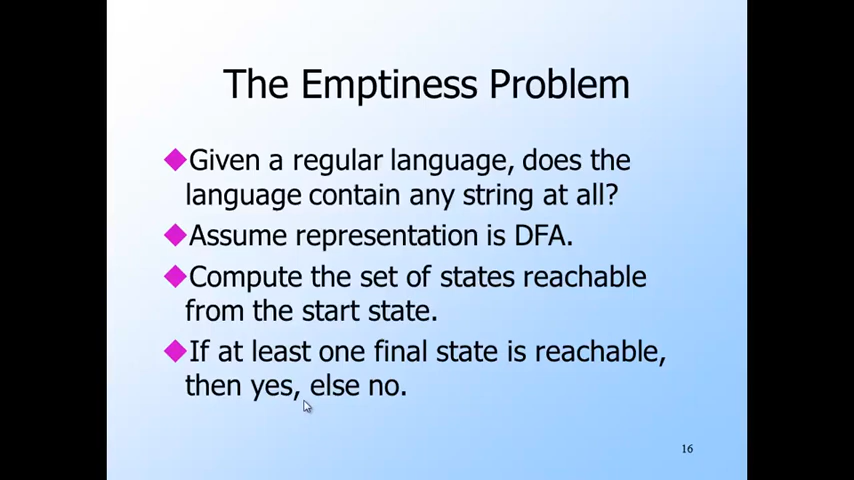 The Emptiness Problem
Given a regular language, does the
language contain any string at all?
Assume representation is DFA.
Compute the set of states reachable
from the start state.
If at least one final state is reachable,
then yes, else no.
16